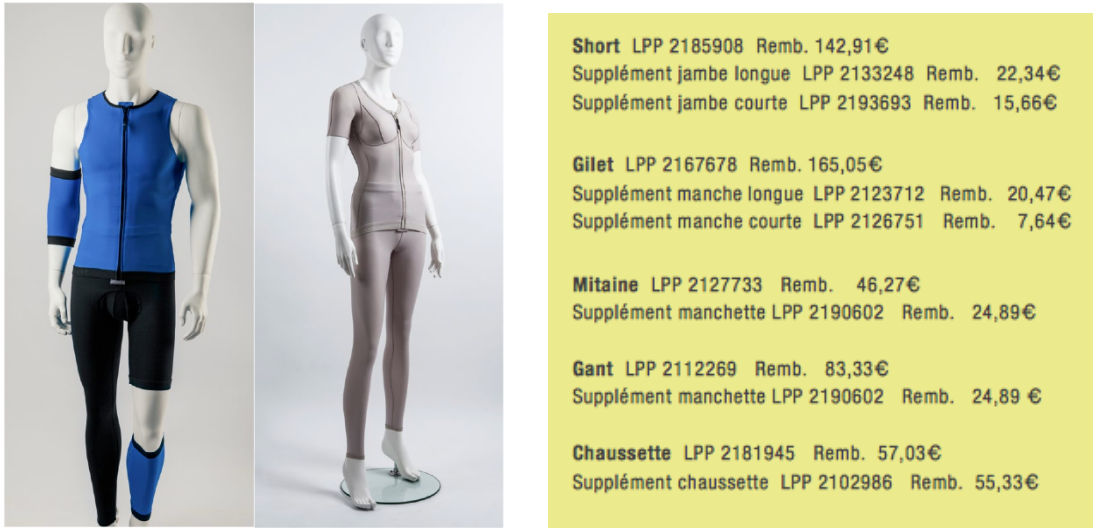 Short LPP 2185908 Remb. 142,91€
Supplément jambe longue LPP 2133248 Remb. 22,34€
Supplément jambe courte LPP 2193693 Remb. 15,66€
Gilet LPP 2167678 Remb. 165,05€
Supplément manche longue LPP 2123712 Remb. 20,47€
Supplément manche courte LPP 2126751 Remb. 7,64€
Mitaine LPP 2127733 Remb. 46,27€
Supplément manchette LPP 2190602 Remb. 24,89€
Gant LPP 2112269 Remb. 83,33€
Supplément manchette LPP 2190602 Remb. 24,89 €
Chaussette LPP 2181945 Remb. 57,03€
Supplément chaussette LPP 2102986 Remb. 55,33€